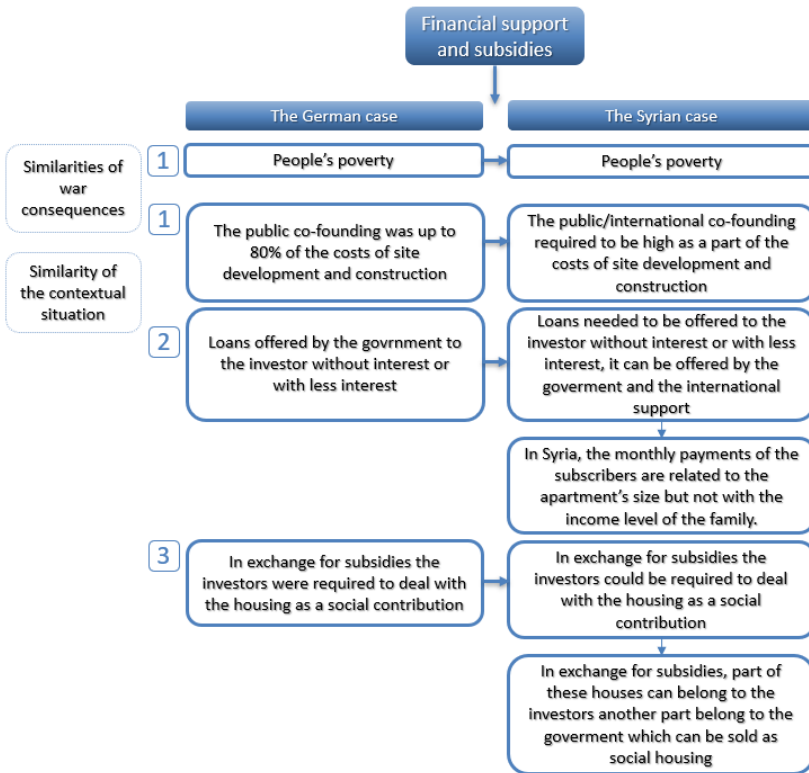 Financial support
and subsidies
The German case
The Syrian case
Similarities of
war
consequences
1
People's poverty
People's poverty
Similarity of
the contextual
situation
1
The public co-founding was up to
80% of the costs of site
development and construction
The public/international co-founding
required to be high as a part of the
costs of site development and
construction
2
Loans offered by the govrnment to
the investor without interest or
with less interest
Loans needed to be offered to the
investor without interest or with less
interest, it can be offered by the
goverment and the international
support
In Syria, the monthly payments of the
subscribers are related to the
apartment's size but not with the
income level of the family.
3
In exchange for subsidies the
investors were required to deal with
the housing as a social contribution
In exchange for subsidies the
investors could be required to deal
with the housing as a social
contribution
In exchange for subsidies, part of
these houses can belong to the
investors another part belong to the
goverment which can be sold as
social housing